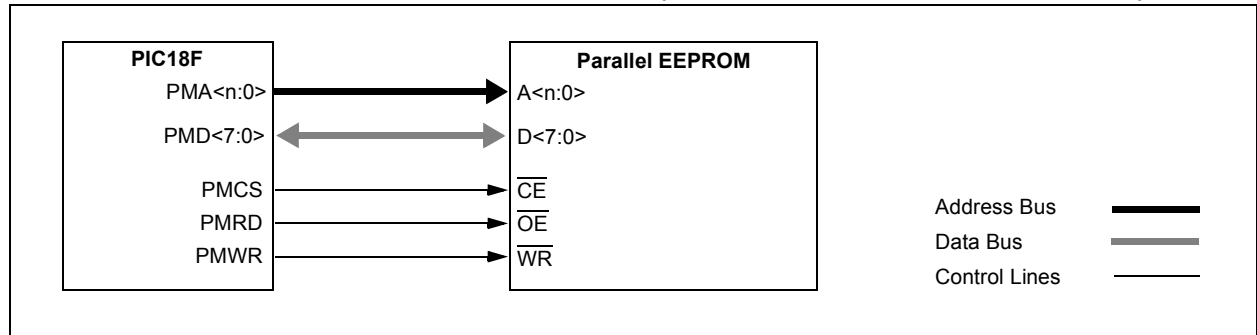 PIC18F
PMA<n:0>
PMD<7:0>
PMCS
PMRD
PMWR
Parallel EEPROM
A<n:0>
D<7:0>
CE
OE
WR
Address Bus
Data Bus
Control Lines